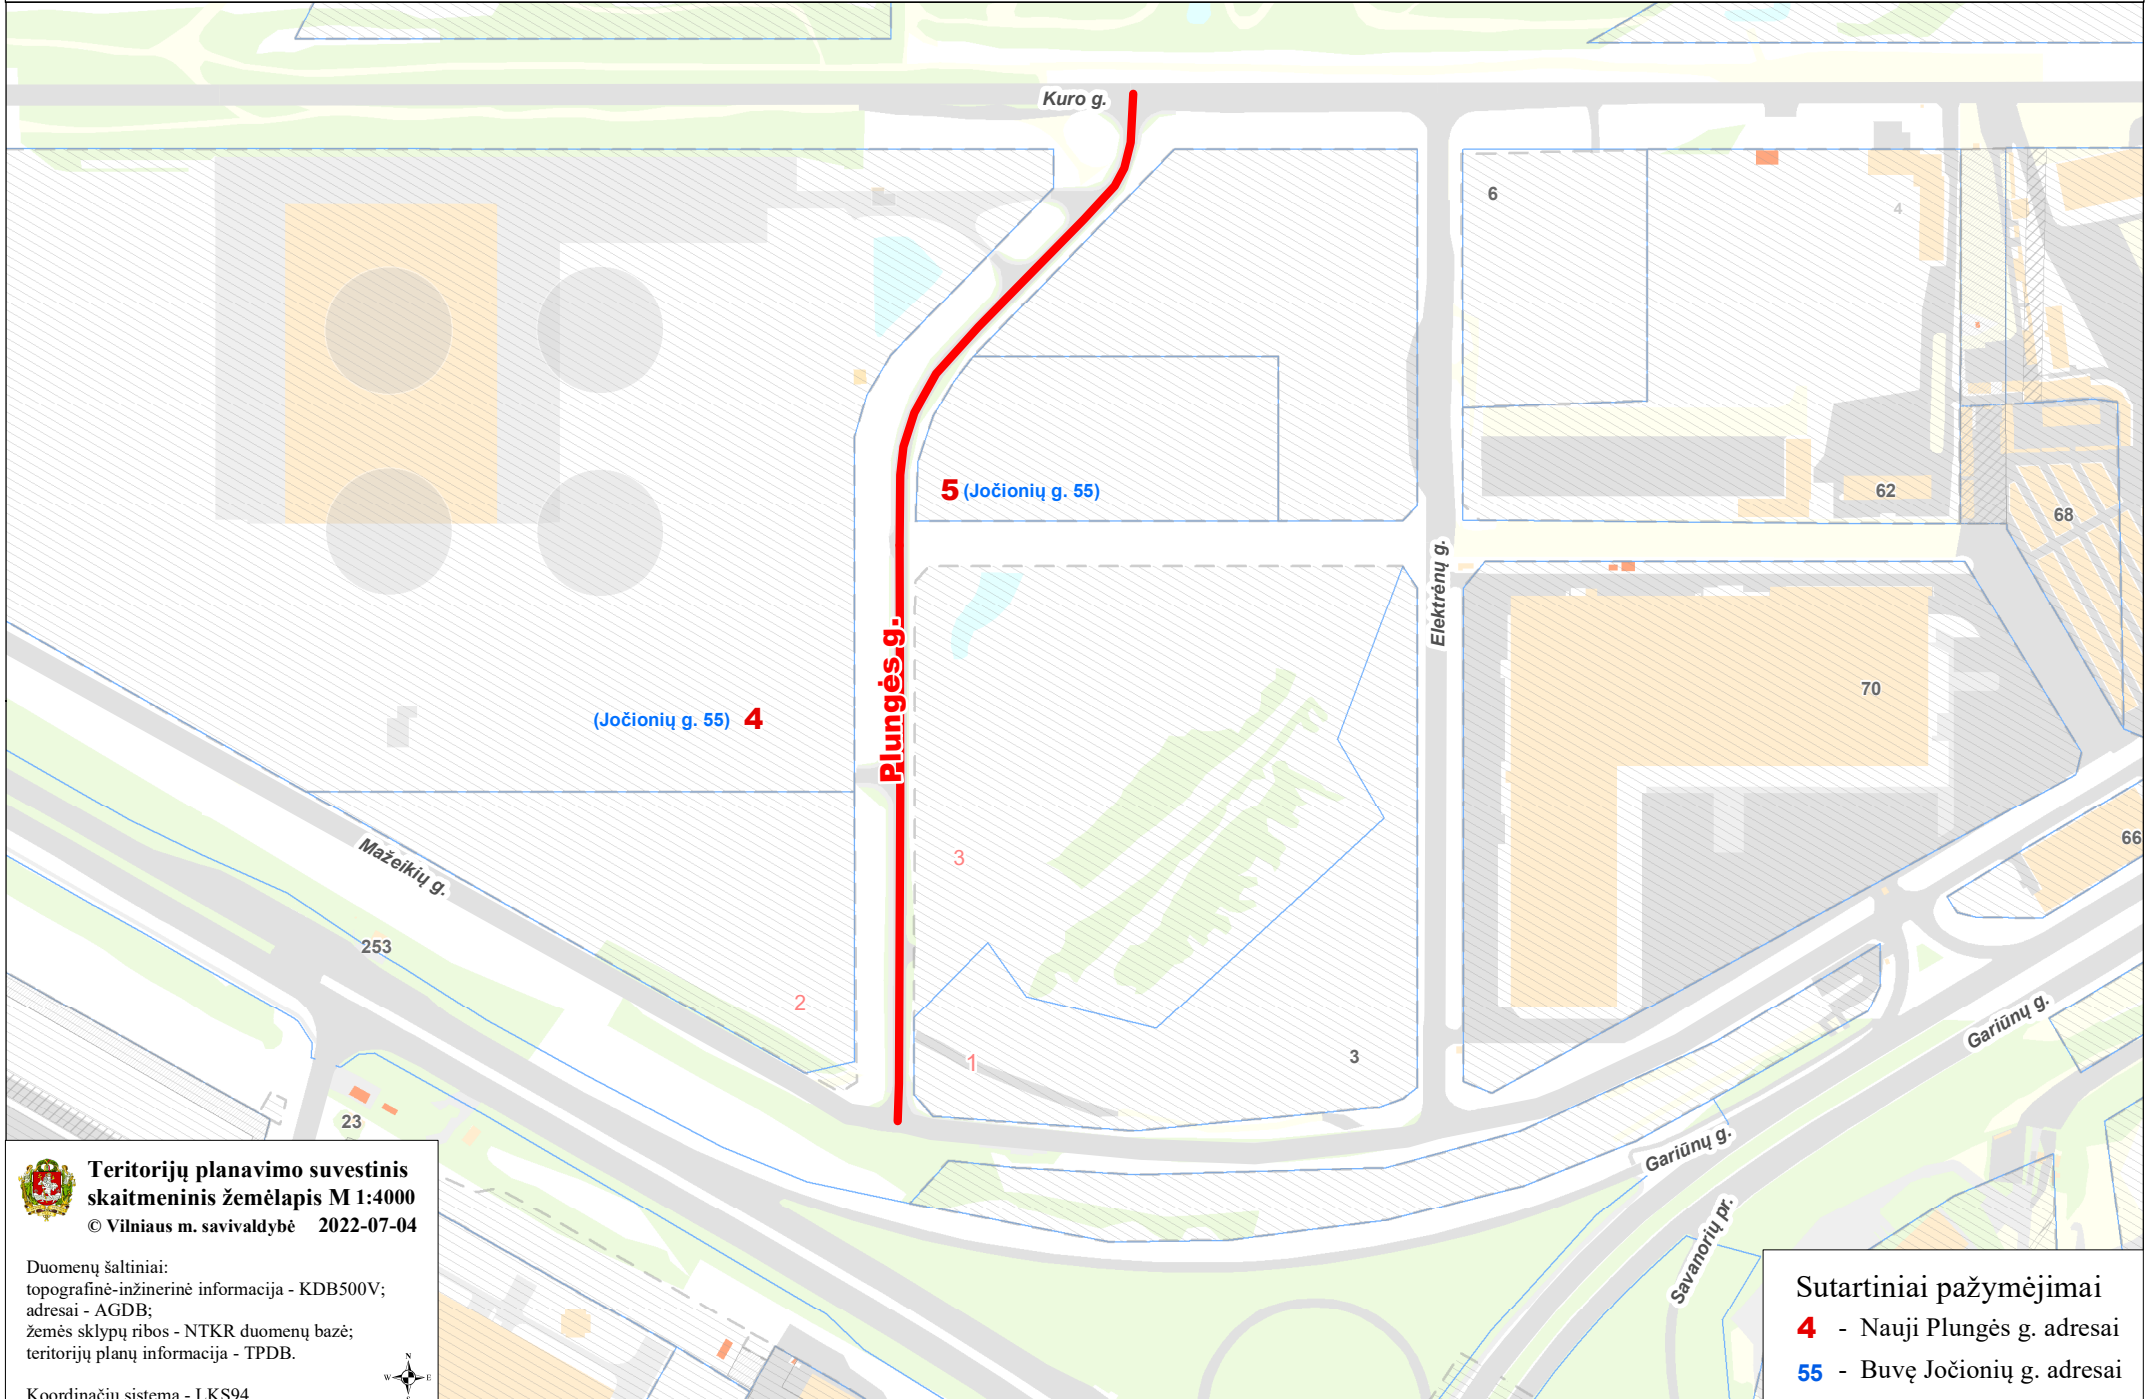 Kuro g.
6
4
5 (Jočionių g. 55)
62
68
Elektrėnų g.
Plungės g.
(Jočionių g. 55) 4
70
66
3
Mažeikių g.
253
2
1
3
Gariūnų g.
23
Gariūnų g.
Savanorių pr.
Teritorijų planavimo suvestinis
skaitmeninis žemėlapis M 1:4000
© Vilniaus m. savivaldybė 2022-07-04
Duomenų šaltiniai:
topografinė-inžinerinė informacija - KDB500V;
adresai - AGDB;
žemės sklypų ribos - NTKR duomenų bazė;
teritorijų planų informacija - TPDB.
Koordinačių sistema - LKS94
N
W E
S
Sutartiniai pažymėjimai
4 - Nauji Plungės g. adresai
55 - Buvę Jočionių g. adresai